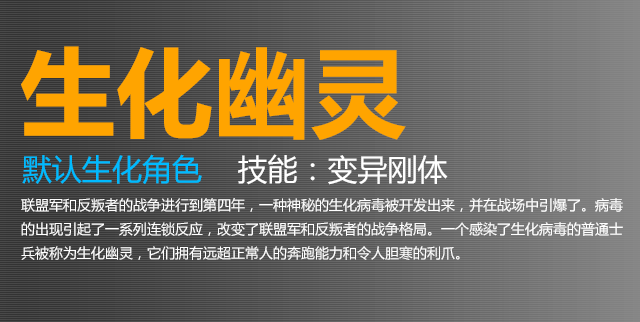 生化幽灵
默认生化角色 技能：变异刚体
联盟军和反叛者的战争进行到第四年，一种神秘的生化病毒被开发出来，并在战场中引爆了。病毒
的出现引起了一系列连锁反应，改变了联盟军和反叛者的战争格局。一个感染了生化病毒的普通士
兵被称为生化幽灵，它们拥有远超正常人的奔跑能力和令人胆寒的利爪。